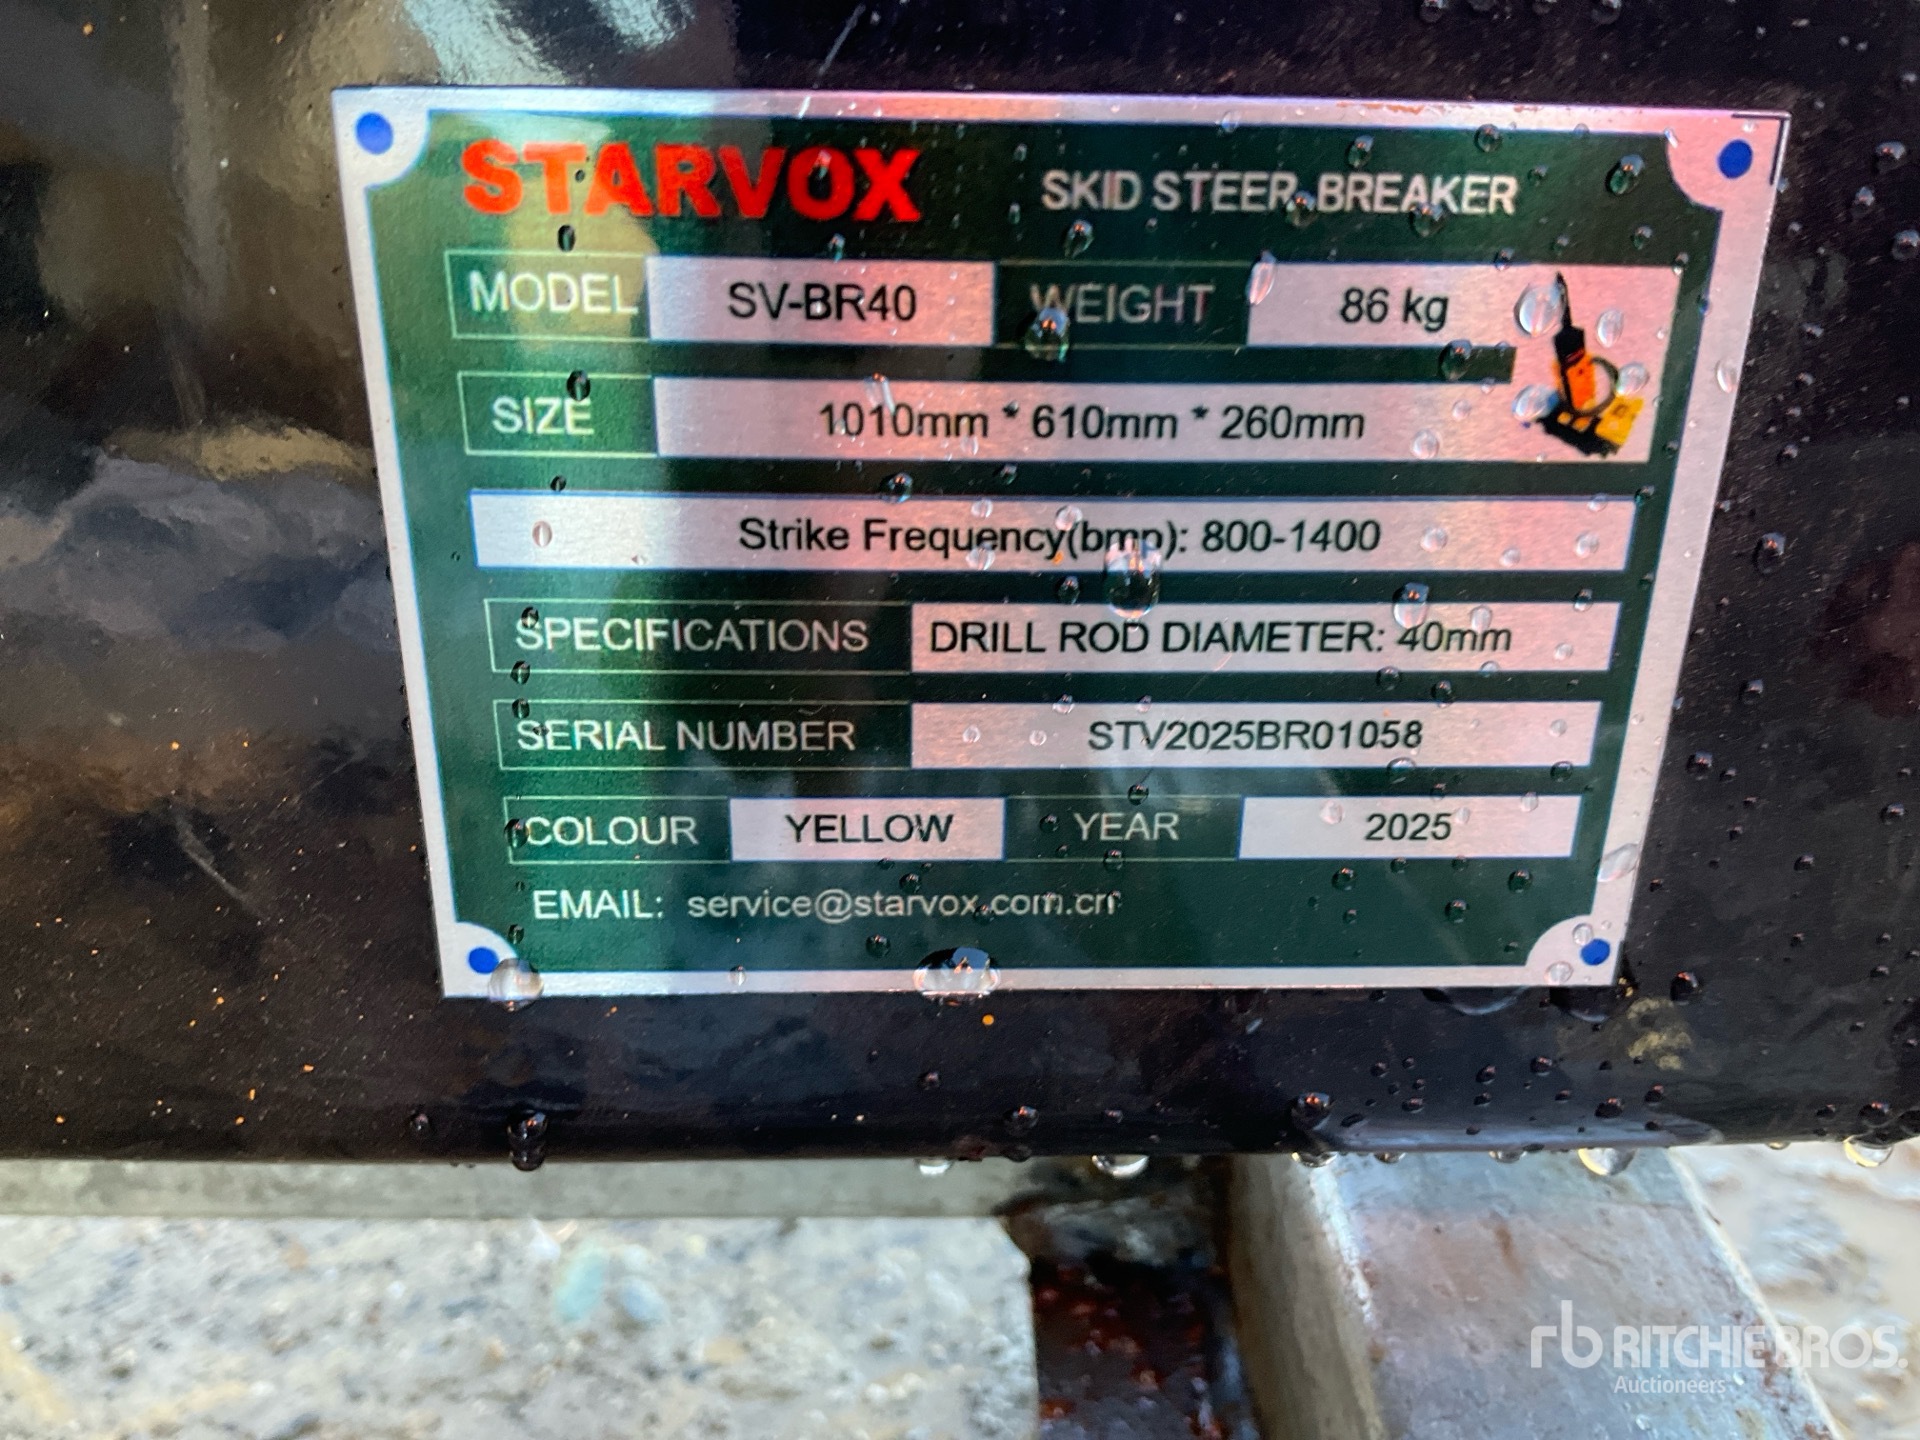 STARVOX SKID STEER BREAKER
MODEL SV-BR40 WEIGHT 86 kg
SIZE 1010mm * 610mm * 260mm
Strike Frequency(bmp): 800-1400
SPECIFICATIONS DRILL ROD DIAMETER: 40mm
SERIAL NUMBER STV2025BR01058
COLOUR YELLOW YEAR 2025
EMAIL: service@starvox.com.cn
rb RITCHIE BROS.
Auctioneers